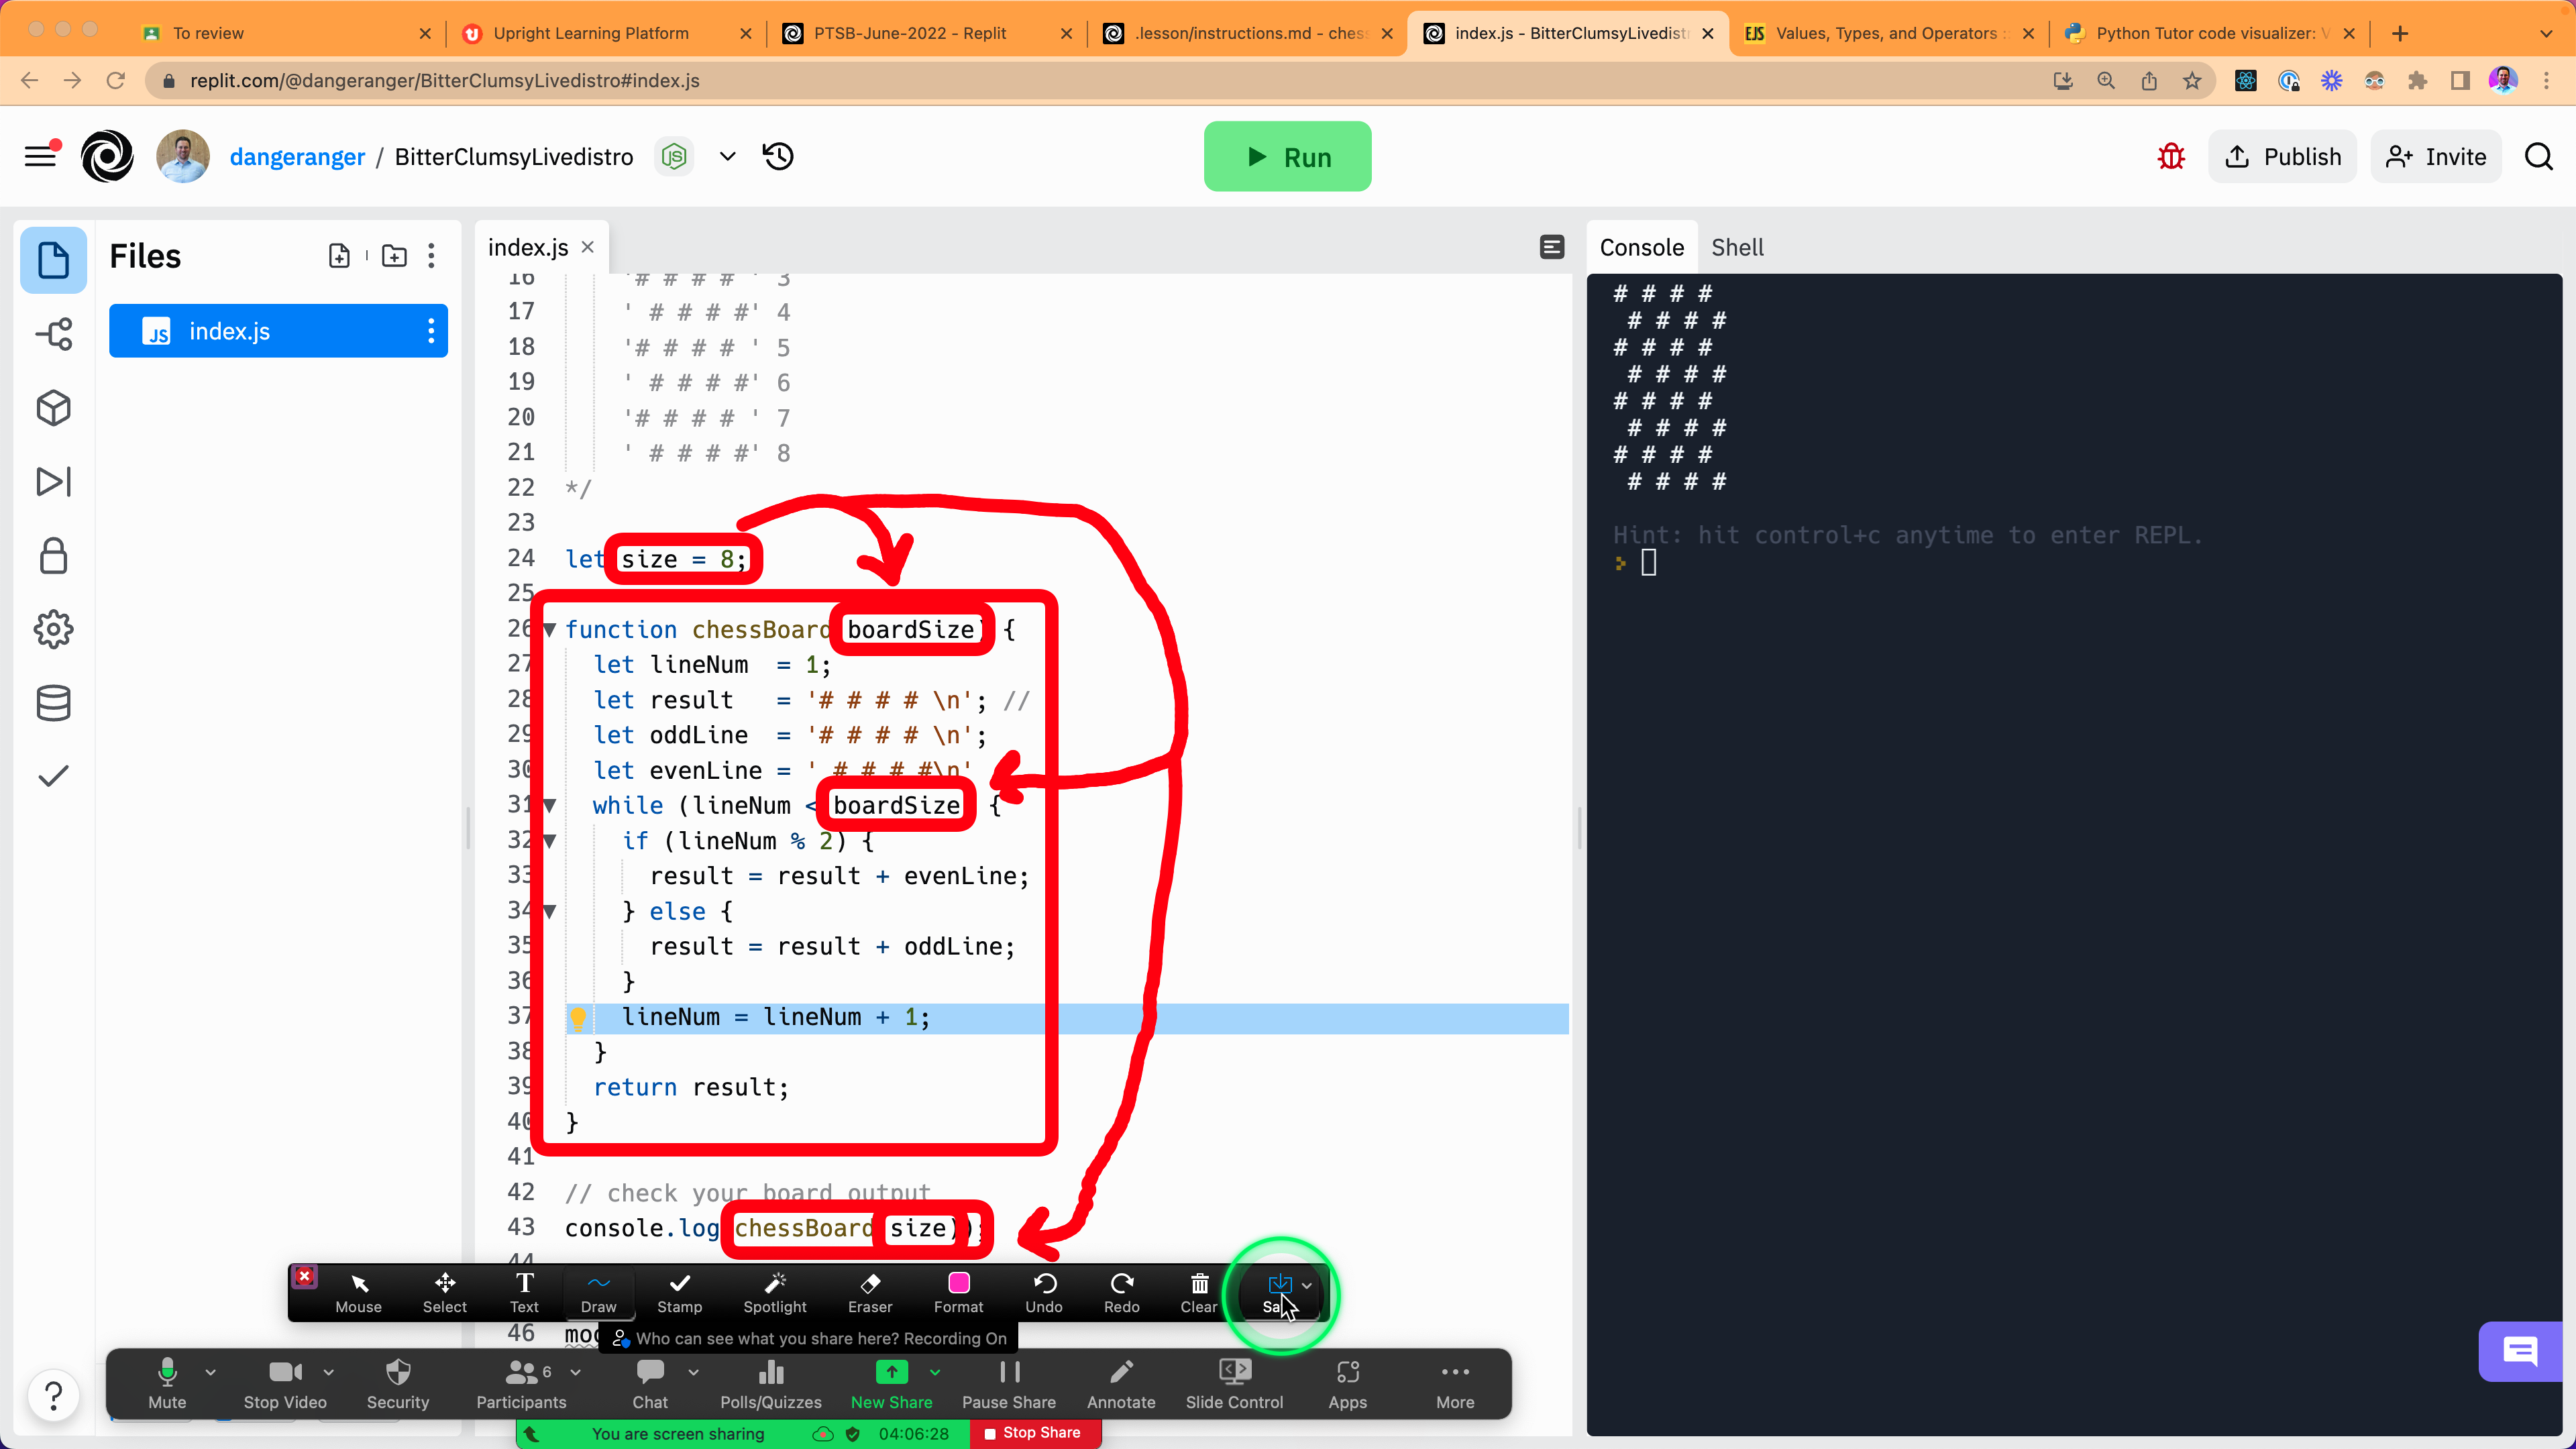 To review
Upright Learning Platform
PTSB-June-2022 - Replit
.lesson/instructions.md - chess
index.js - BitterClumsyLivedistr
EJS Values, Types, and Operators ::
Python Tutor code visualizer: V
replit.com/@dangeranger/BitterClumsyLivedistro#index.js
dangeranger / BitterClumsyLivedistro
Run
Publish
Invite
Files
JS index.js
index.js
16 '# # # # ' 3
17 ' # # # #' 4
18 '# # # # ' 5
19 ' # # # #' 6
20 '# # # # ' 7
21 ' # # # #' 8
22 */
23
24 let size = 8;
25
26 function chessBoard boardSize) {
27 let lineNum  = 1;
28 let result   = '# # # # \n'; //
29 let oddLine  = '# # # # \n';
30 let evenLine = ' # # # #\n'
31 while (lineNum < boardSize {
32 if (lineNum % 2) {
33 result = result + evenLine;
34 } else {
35 result = result + oddLine;
36 }
37 lineNum = lineNum + 1;
38 }
39 return result;
40 }
41
42 // check your board output
43 console.log chessBoard size));
44
46
Console Shell
# # # #
 # # # #
# # # #
 # # # #
# # # #
 # # # #
# # # #
 # # # #
Hint: hit control+c anytime to enter REPL.
Mouse Select Text Draw Stamp Spotlight Eraser Format Undo Redo Clear
Who can see what you share here? Recording On
6
Mute Stop Video Security Participants Chat Polls/Quizzes New Share Pause Share Annotate Slide Control Apps More
You are screen sharing 04:06:28 Stop Share